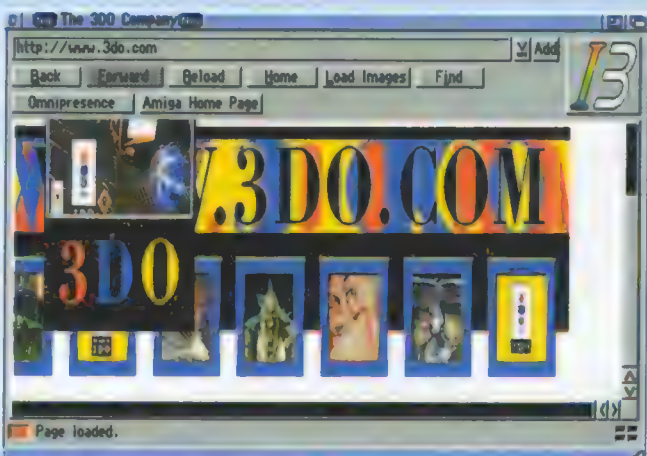 The 3DO Company
http://www.3do.com
Add
Back Forward Reload Home Load Images Find
Omnipresence Amiga Home Page
.3DO.COM
3DO
Page loaded.